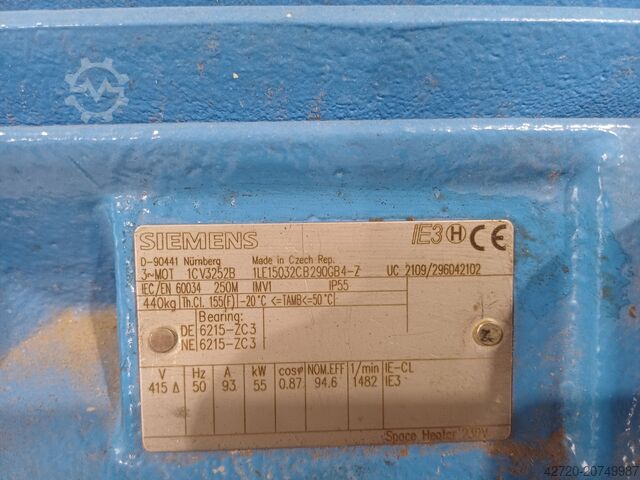 SIEMENS IE3 H CE
D-90441 Nürnberg Made in Czech Rep.
3~MOT 1CV3252B 1LE15032CB290GB4-Z UC 2109/296042102
IEC/EN 60034 250M IMV1 IP55
440kg Th.Cl. 155(F) -20°C <=TAMB<=50°C
Bearing:
DE 6215-ZC3
NE 6215-ZC3
V Hz A kW cosφ NOM.EFF 1/min IE-CL
415 Δ 50 93 55 0.87 94.6 1482 IE3
Space Heater 230V
42720-20749987